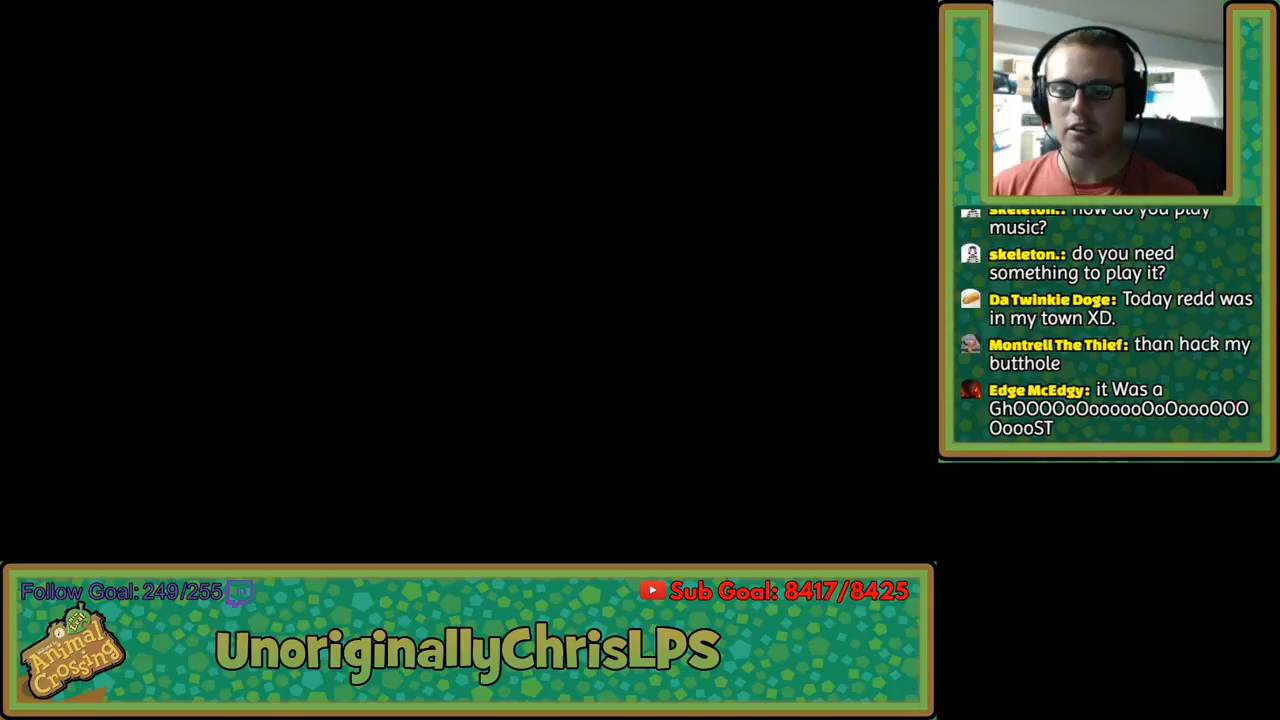 skeleton.: how do you play
music?
skeleton.: do you need
something to play it?
Da Twinkie Doge: Today redd was
in my town XD.
Montrell The Thief: than hack my
butthole
Edge McEdgy: it Was a
GhOOOOoOoooooOoOoooOOO
OoooST
Follow Goal: 249/255
Sub Goal: 8417/8425
Animal
Crossing
UnoriginallyChrisLPS